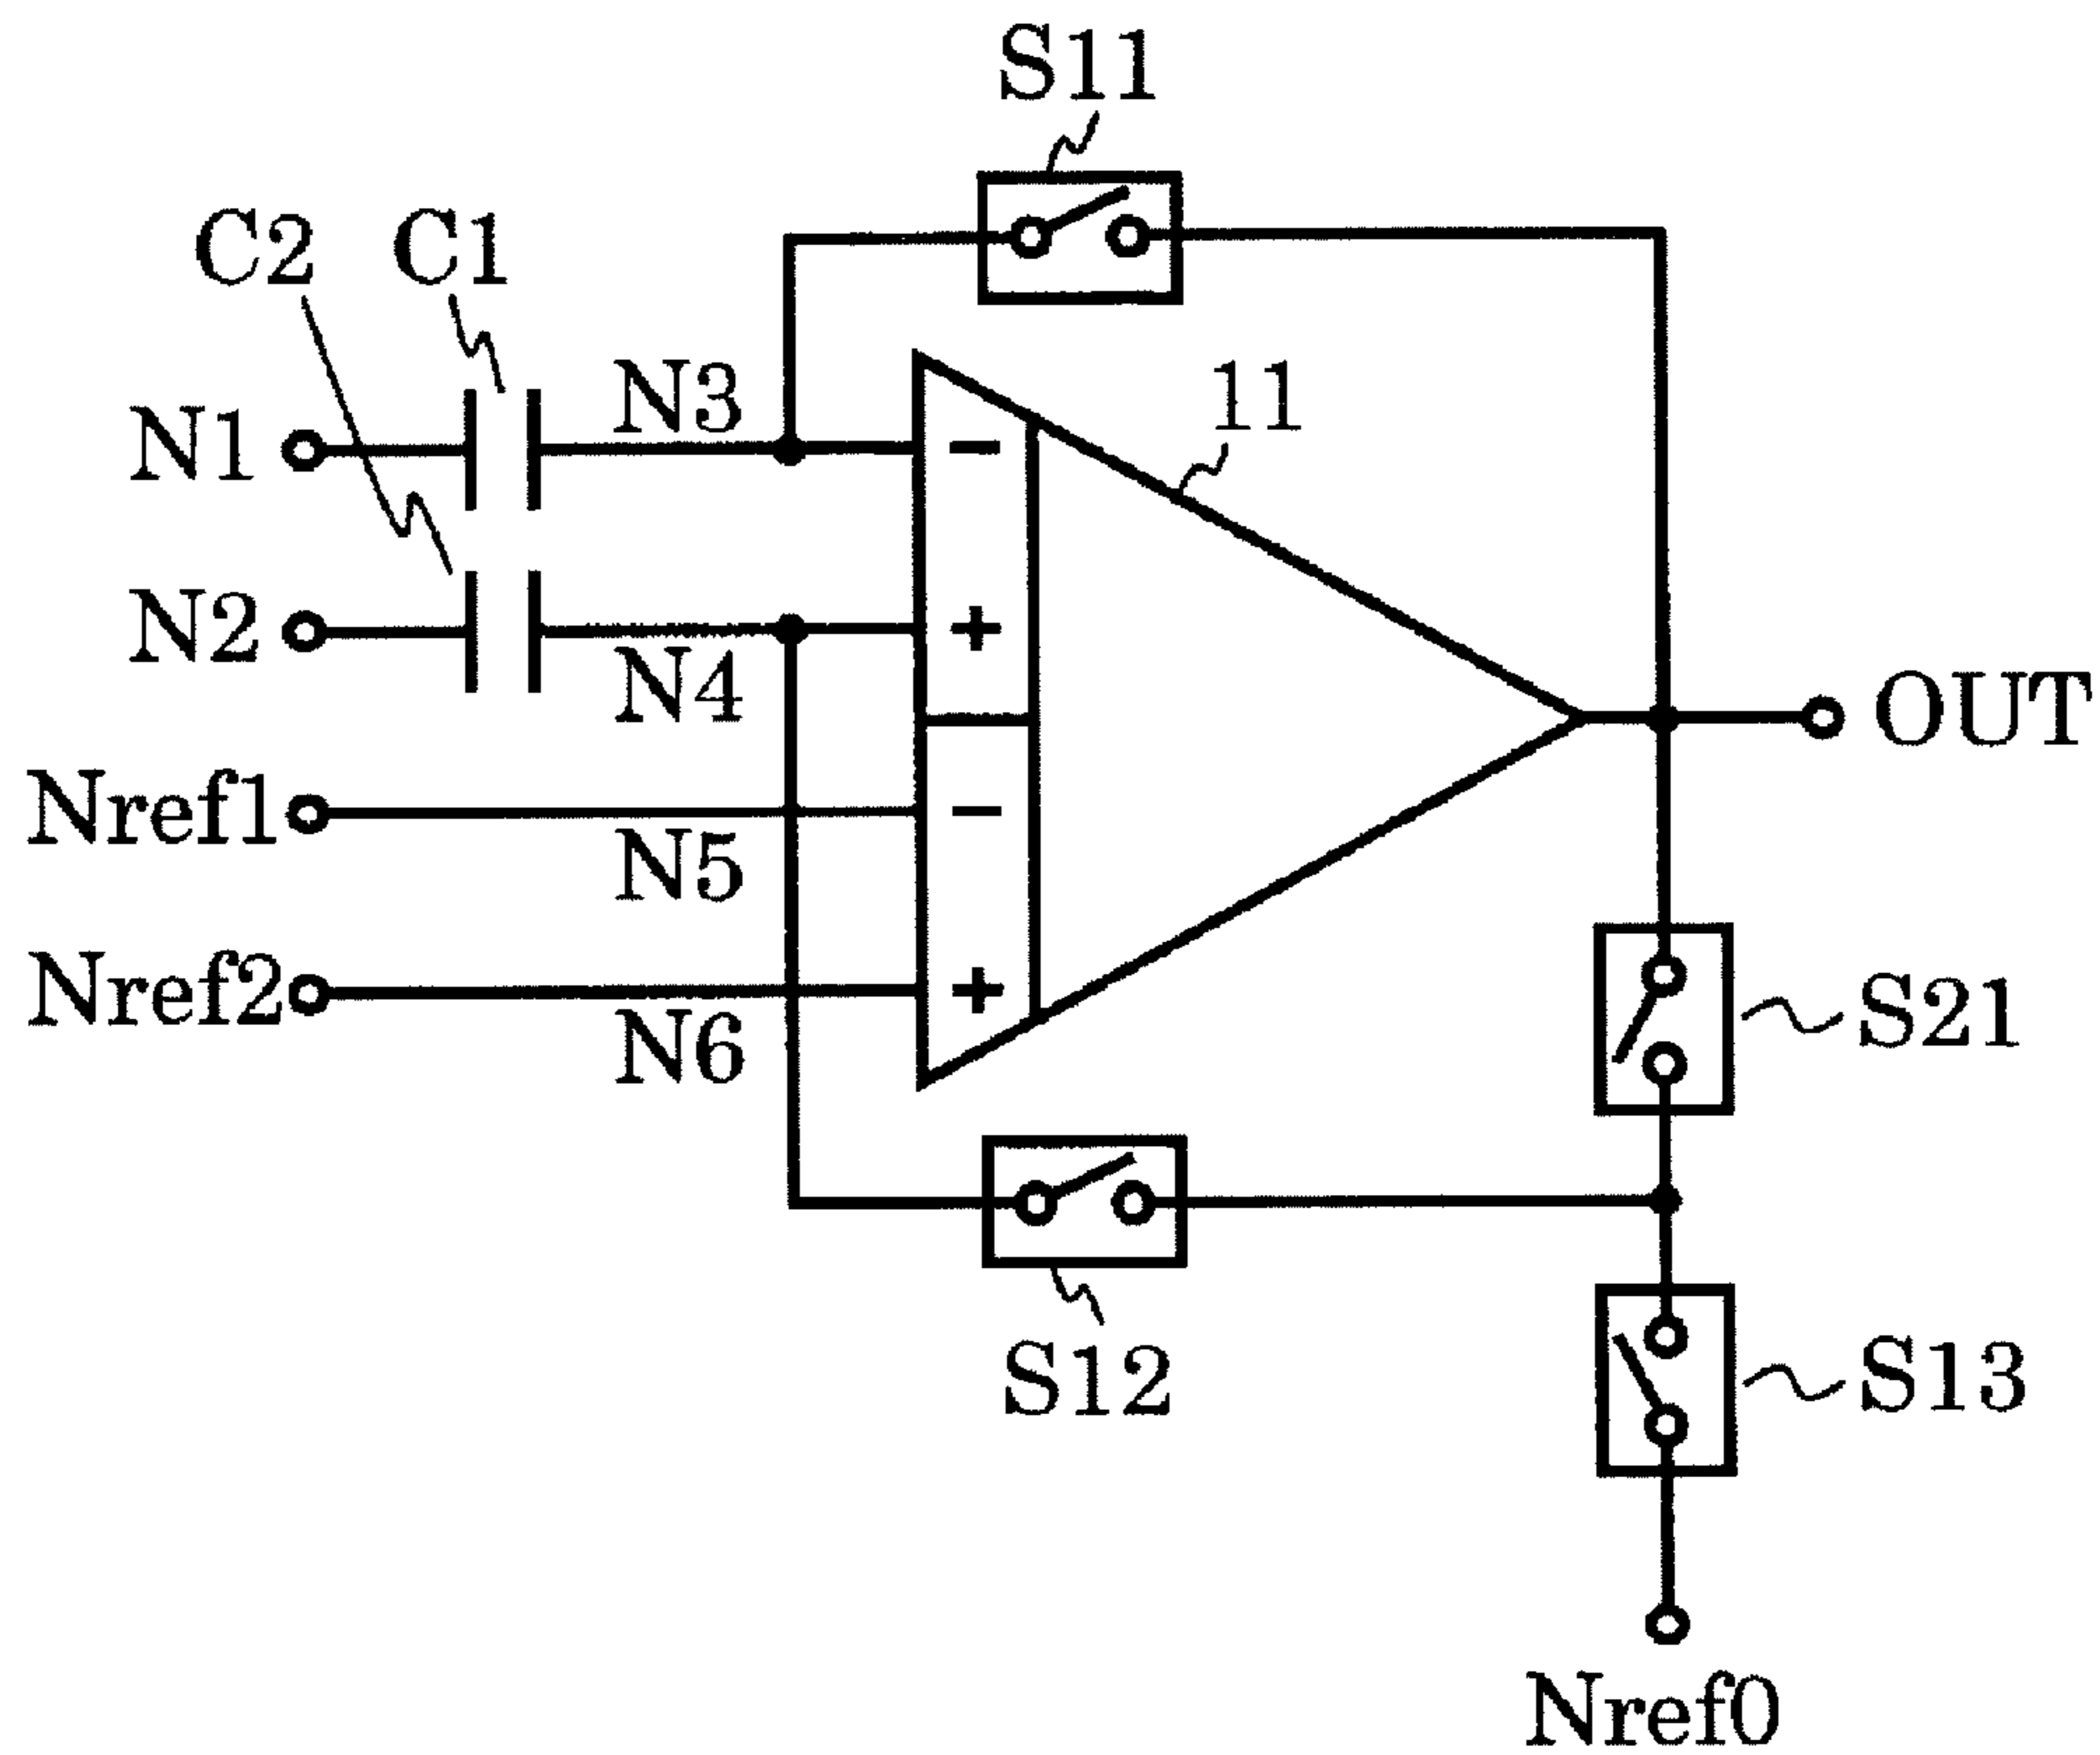 S11
C2
C1
N3
11
N1
N2
N4
OUT
Nref1
N5
Nref2
N6
S21
S12
S13
Nref0
−
+
−
+